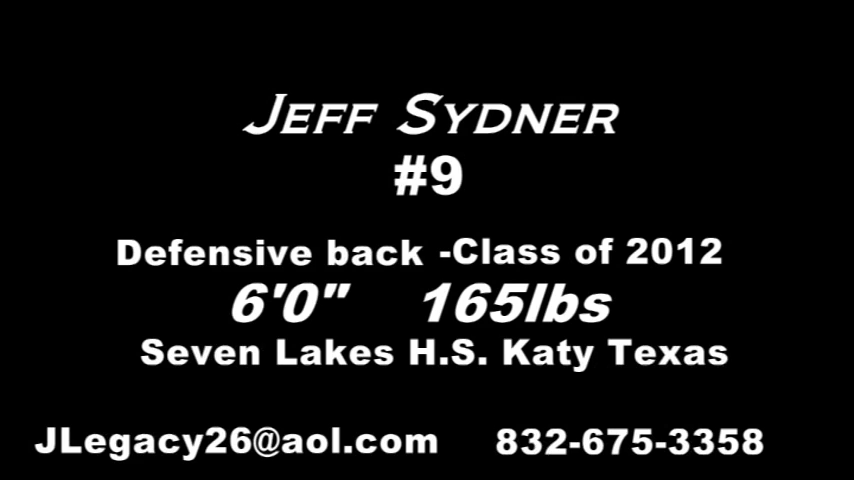 Jeff Sydner
#9
Defensive back -Class of 2012
6'0" 165lbs
Seven Lakes H.S. Katy Texas
JLegacy26@aol.com 832-675-3358